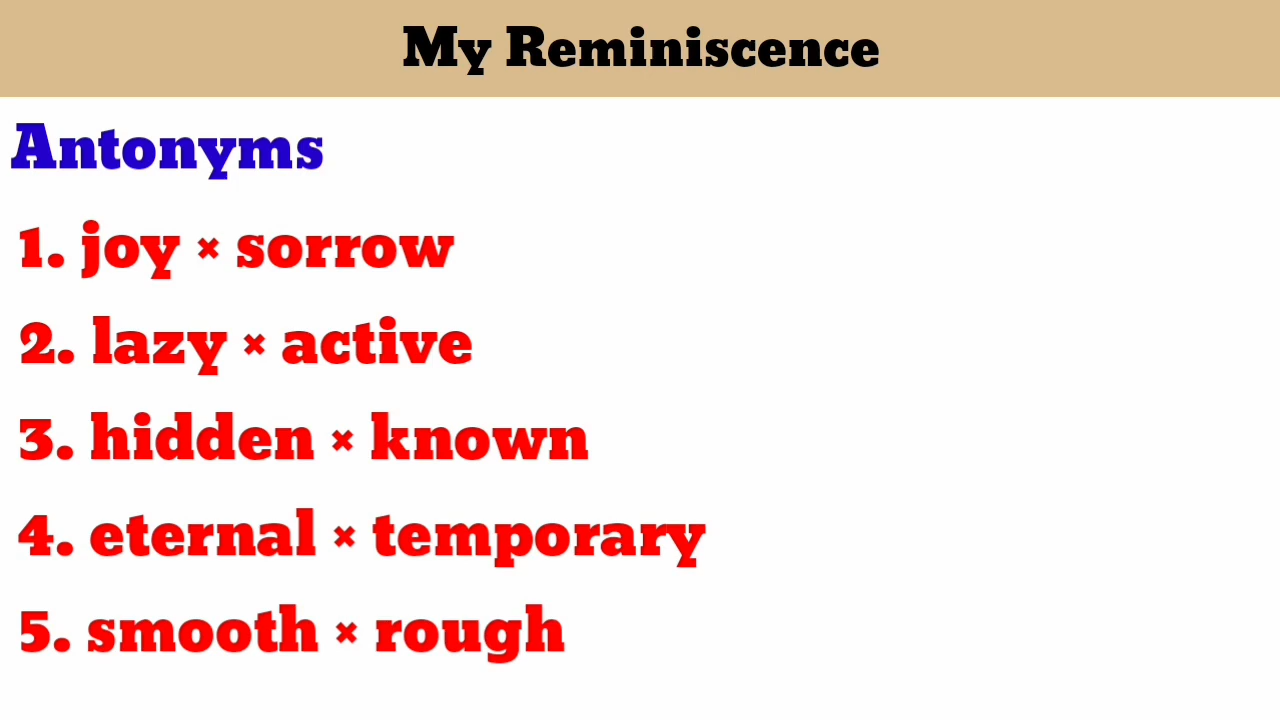 My Reminiscence
Antonyms
1. joy × sorrow
2. lazy × active
3. hidden × known
4. eternal × temporary
5. smooth × rough